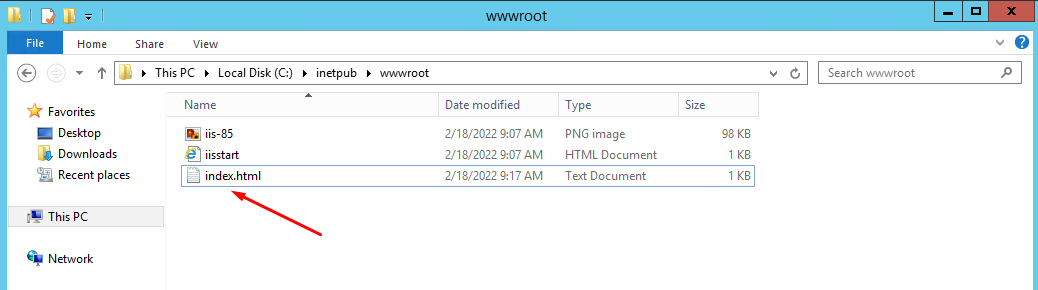 wwwroot
File Home Share View
This PC Local Disk (C:) inetpub wwwroot Search wwwroot
Name Date modified Type Size
Favorites
Desktop
Downloads
Recent places
This PC
Network
iis-85 2/18/2022 9:07 AM PNG image 98 KB
iisstart 2/18/2022 9:07 AM HTML Document 1 KB
index.html 2/18/2022 9:17 AM Text Document 1 KB